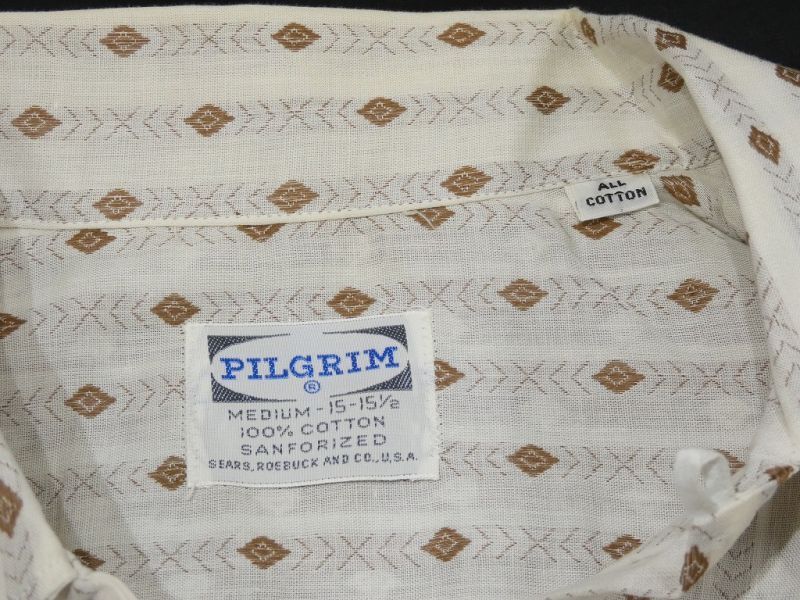 ALL
COTTON
PILGRIM
®
MEDIUM - 15 - 15½
100% COTTON
SANFORIZED
SEARS, ROEBUCK AND CO., U.S.A.